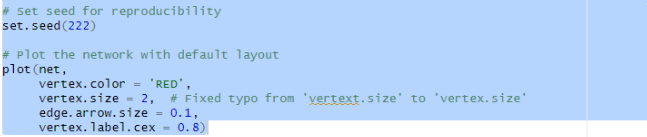 # Set seed for reproducibility
set.seed(222)
# Plot the network with default layout
plot(net,
vertex.color = 'RED',
vertex.size = 2,  # Fixed typo from 'vertext.size' to 'vertex.size'
edge.arrow.size = 0.1,
vertex.label.cex = 0.8)